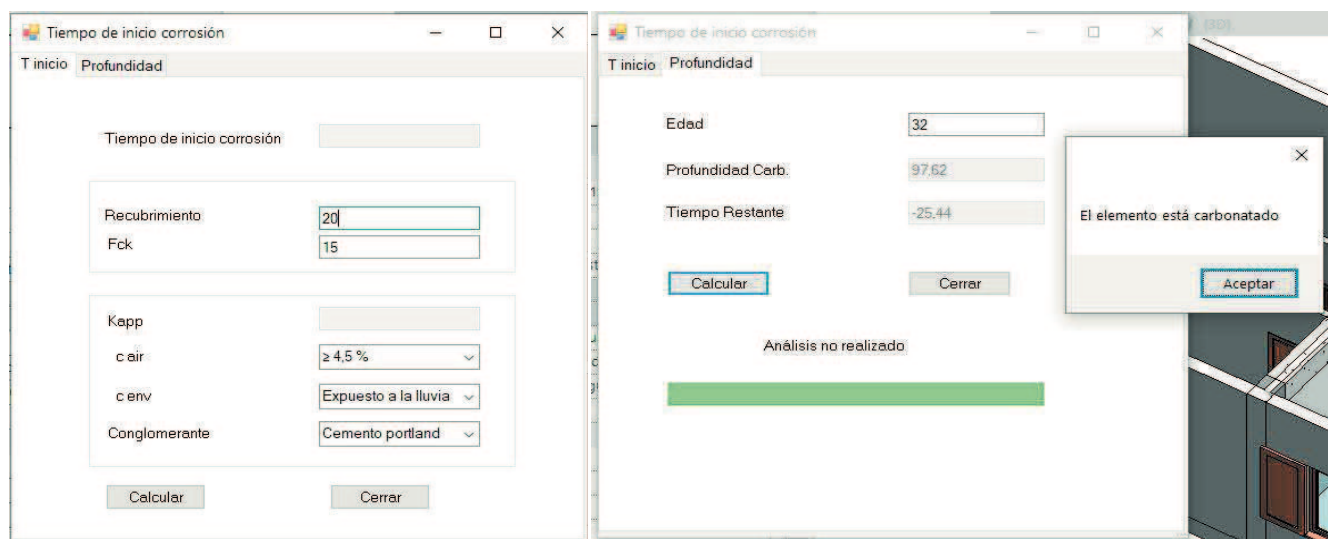 Tiempo de inicio corrosión
T inicio Profundidad
Tiempo de inicio corrosión
Recubrimiento 20
Fck 15
Kapp
c air ≥ 4,5 %
c env Expuesto a la lluvia
Conglomerante Cemento portland
Calcular Cerrar
Tiempo de inicio corrosión
T inicio Profundidad
Edad 32
Profundidad Carb. 97.62
Tiempo Restante -25.44
Calcular Cerrar
Análisis no realizado
El elemento está carbonatado
Aceptar